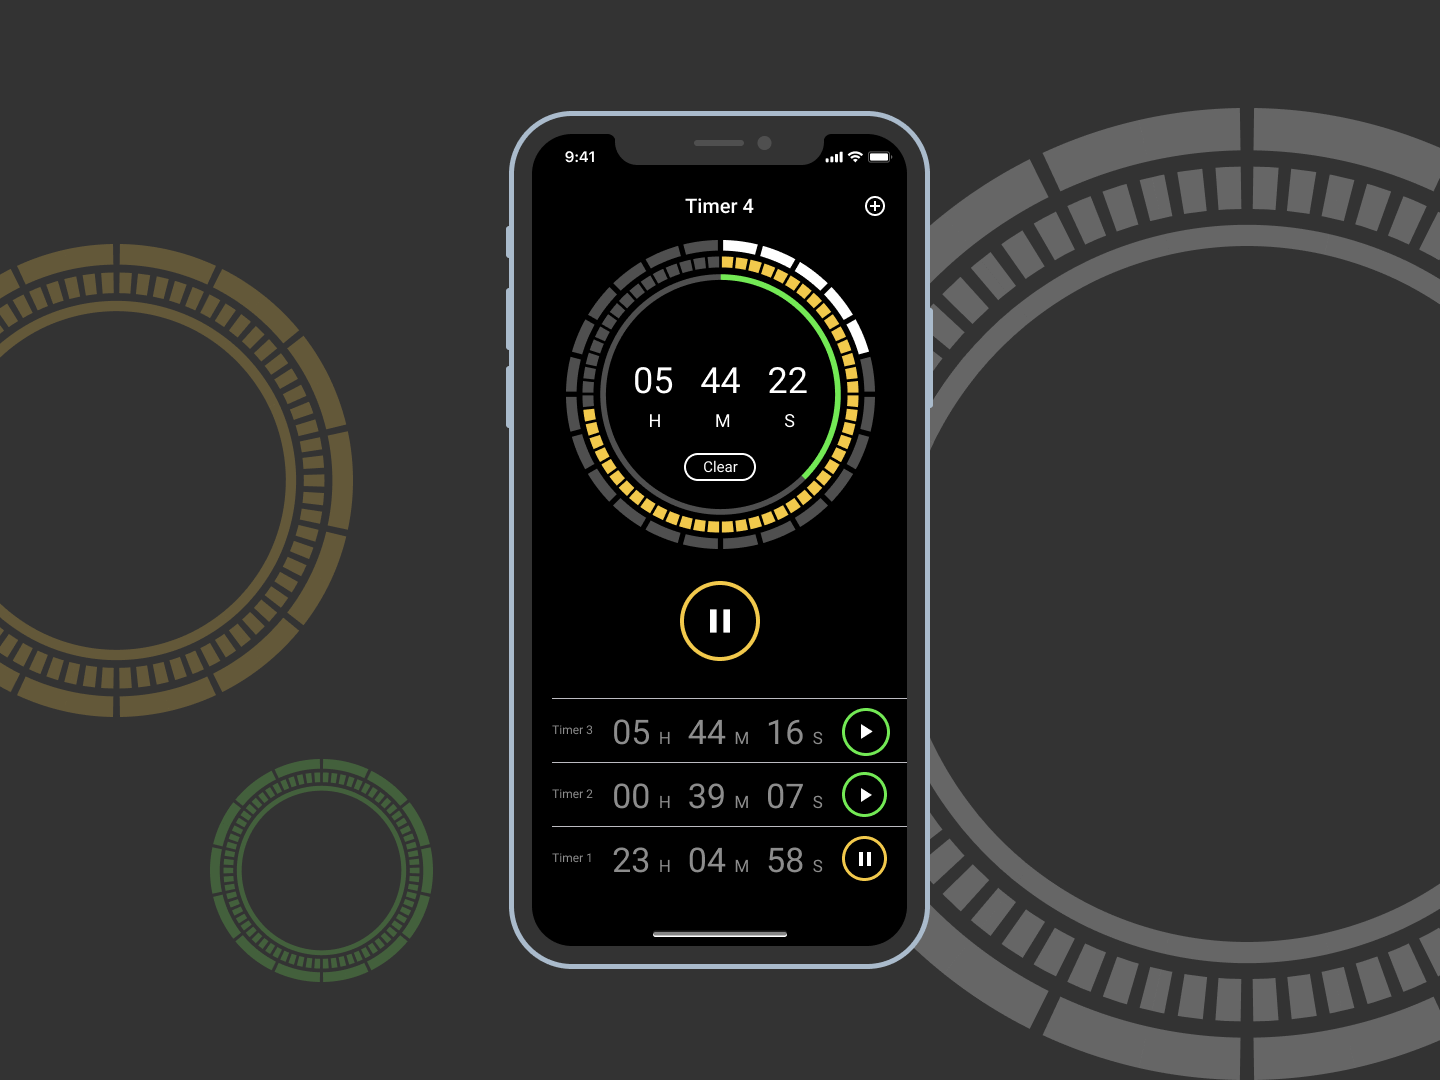 9:41
Timer 4
05 44 22
H M S
Clear
Timer 3 05 H 44 M 16 S
Timer 2 00 H 39 M 07 S
Timer 1 23 H 04 M 58 S